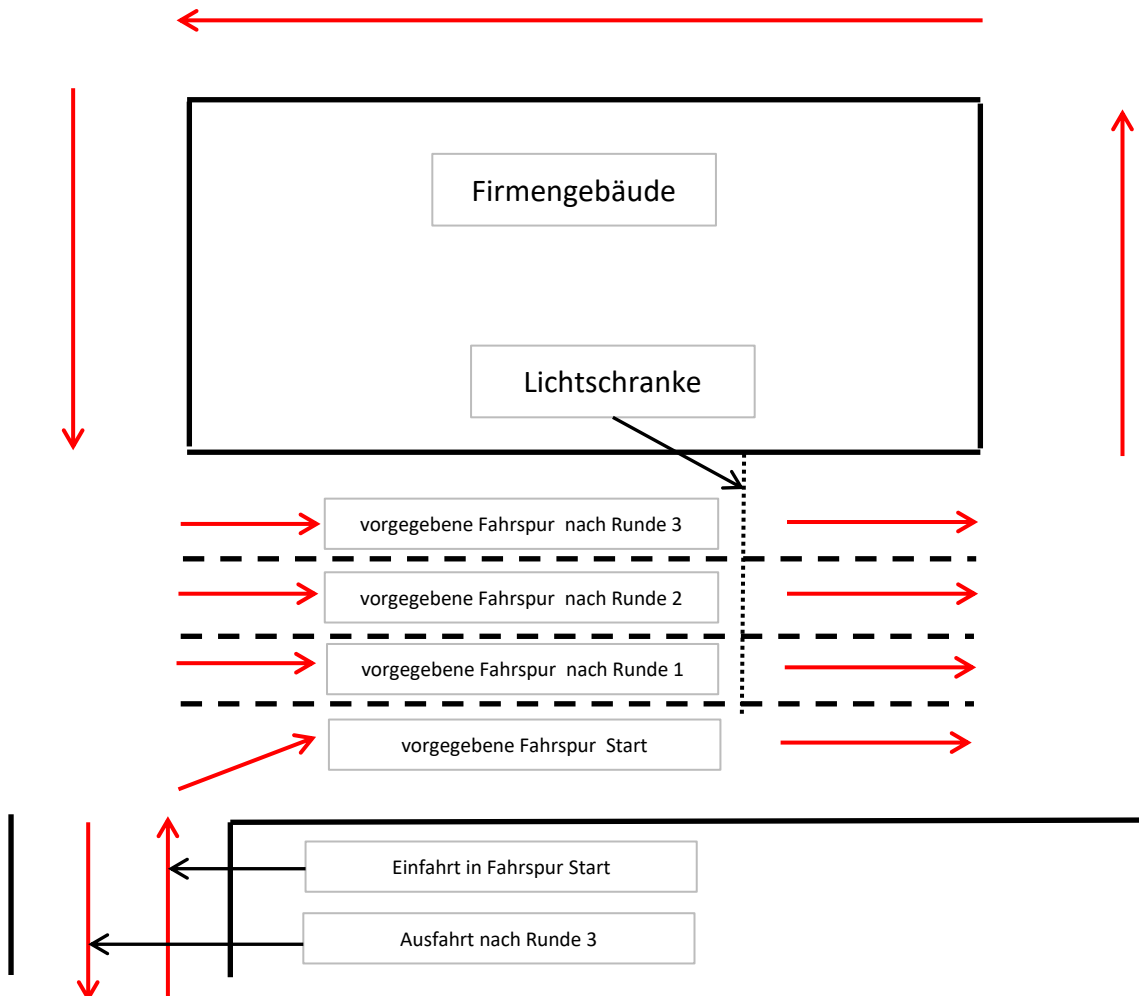 Firmengebäude
Lichtschranke
vorgegebene Fahrspur nach Runde 3
vorgegebene Fahrspur nach Runde 2
vorgegebene Fahrspur nach Runde 1
vorgegebene Fahrspur Start
Einfahrt in Fahrspur Start
Ausfahrt nach Runde 3